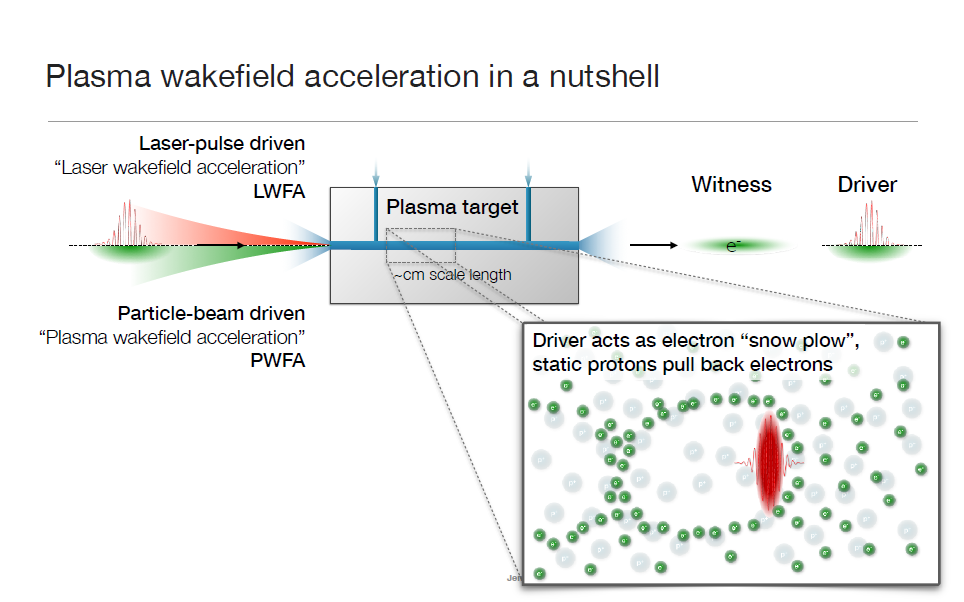 Plasma wakefield acceleration in a nutshell
Laser-pulse driven
“Laser wakefield acceleration”
LWFA
Plasma target
~cm scale length
Witness
Driver
e-
Particle-beam driven
“Plasma wakefield acceleration”
PWFA
Driver acts as electron “snow plow”,
static protons pull back electrons